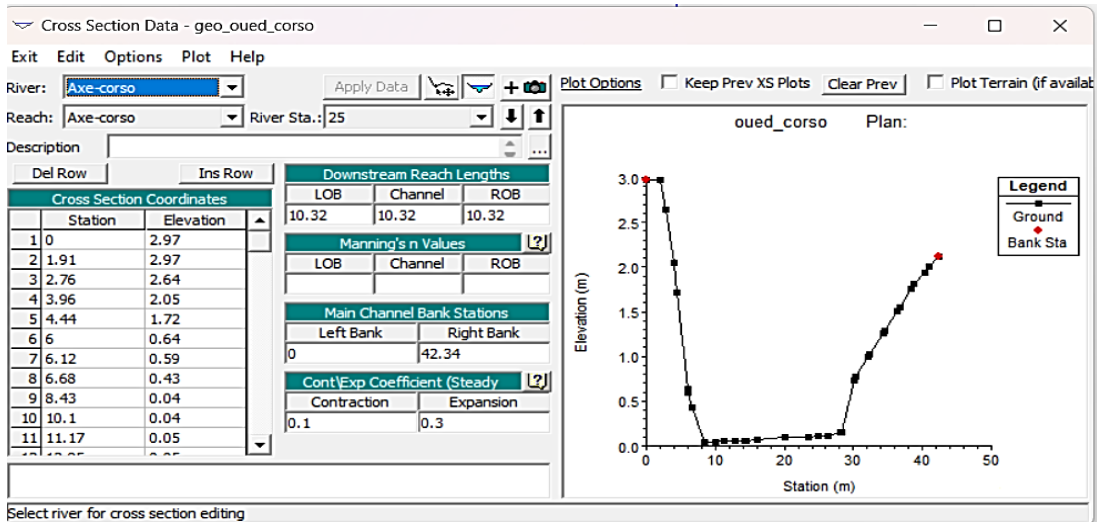 Cross Section Data - geo_oued_corso
Exit Edit Options Plot Help
River: Axe-corso Apply Data
Reach: Axe-corso River Sta.: 25
Description ...
Del Row Ins Row
Cross Section Coordinates
Station Elevation
1 0 2.97
2 1.91 2.97
3 2.76 2.64
4 3.96 2.05
5 4.44 1.72
6 6 0.64
7 6.12 0.59
8 6.68 0.43
9 8.43 0.04
10 10.1 0.04
11 11.17 0.05
Downstream Reach Lengths
LOB Channel ROB
10.32 10.32 10.32
Manning's n Values
LOB Channel ROB
Main Channel Bank Stations
Left Bank Right Bank
0 42.34
Cont\Exp Coefficient (Steady
Contraction Expansion
0.1 0.3
Plot Options Keep Prev XS Plots Clear Prev Plot Terrain (if availab
oued_corso Plan:
Elevation (m)
3.0
2.5
2.0
1.5
1.0
0.5
0.0
0 10 20 30 40 50
Station (m)
Legend
Ground
Bank Sta
Select river for cross section editing